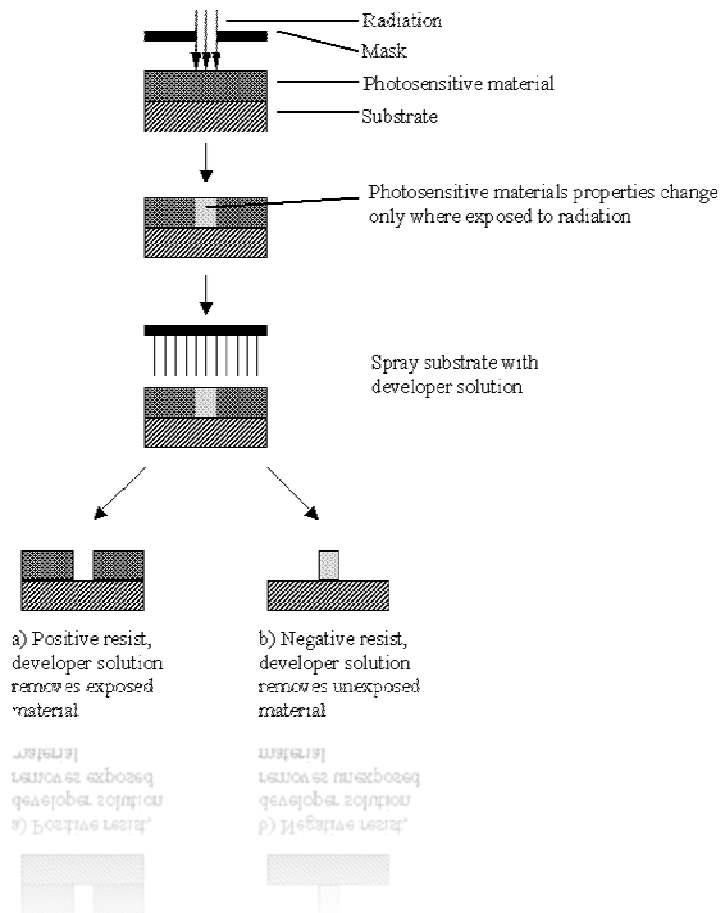 Radiation
Mask
Photosensitive material
Substrate
Photosensitive materials properties change
only where exposed to radiation
Spray substrate with
developer solution
a) Positive resist,
developer solution
removes exposed
material
b) Negative resist,
developer solution
removes unexposed
material